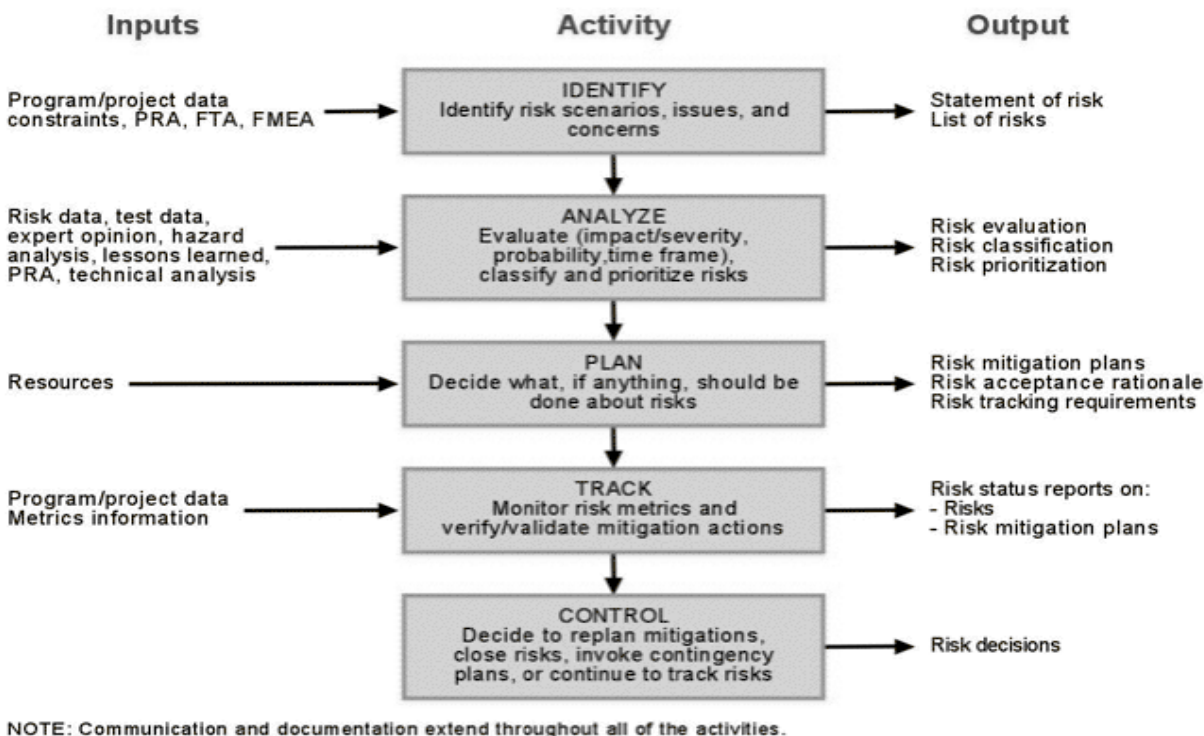 Inputs
Activity
Output
Program/project data
constraints, PRA, FTA, FMEA
IDENTIFY
Identify risk scenarios, issues, and
concerns
Statement of risk
List of risks
Risk data, test data,
expert opinion, hazard
analysis, lessons learned,
PRA, technical analysis
ANALYZE
Evaluate (impact/severity,
probability,time frame),
classify and prioritize risks
Risk evaluation
Risk classification
Risk prioritization
Resources
PLAN
Decide what, if anything, should be
done about risks
Risk mitigation plans
Risk acceptance rationale
Risk tracking requirements
Program/project data
Metrics information
TRACK
Monitor risk metrics and
verify/validate mitigation actions
Risk status reports on:
- Risks
- Risk mitigation plans
CONTROL
Decide to replan mitigations,
close risks, invoke contingency
plans, or continue to track risks
Risk decisions
NOTE: Communication and documentation extend throughout all of the activities.